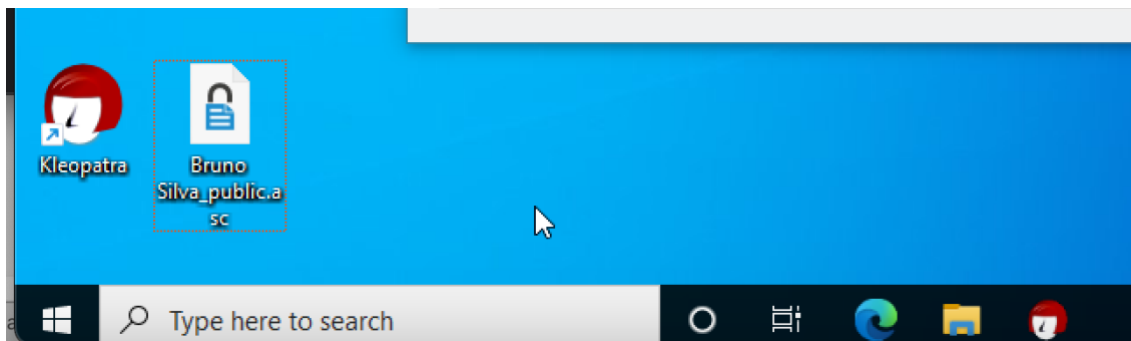 Kleopatra
Bruno
Silva_public.a
sc
Type here to search